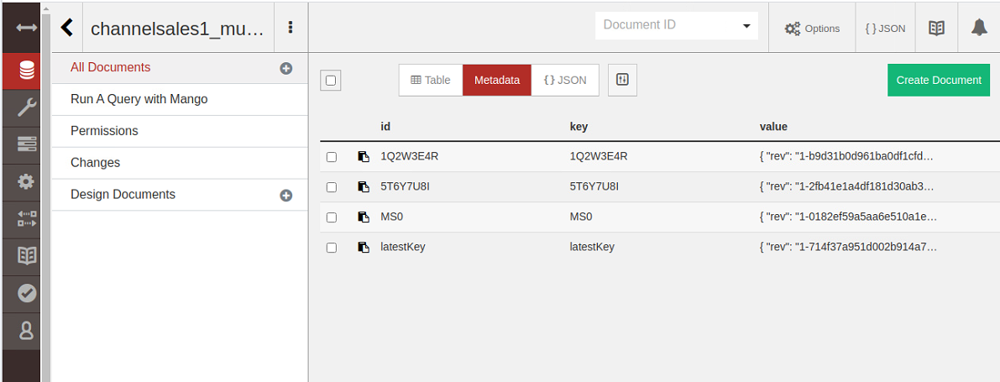 channelsales1_mu...
Document ID
Options
{ } JSON
All Documents
Run A Query with Mango
Permissions
Changes
Design Documents
Table
Metadata
{ } JSON
Create Document
id key value
1Q2W3E4R 1Q2W3E4R { "rev": "1-b9d31b0d961ba0df1cfd...
5T6Y7U8I 5T6Y7U8I { "rev": "1-2fb41e1a4df181d30ab3...
MS0 MS0 { "rev": "1-0182ef59a5aa6e510a1e...
latestKey latestKey { "rev": "1-714f37a951d002b914a7...